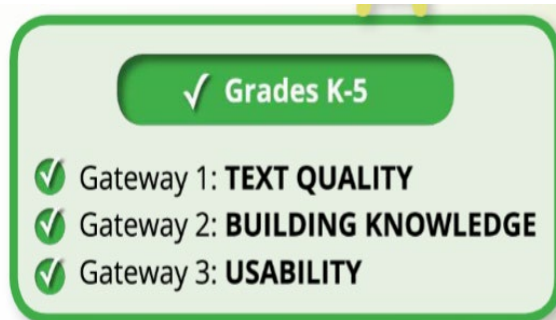 ✓ Grades K-5
✓ Gateway 1: TEXT QUALITY
✓ Gateway 2: BUILDING KNOWLEDGE
✓ Gateway 3: USABILITY